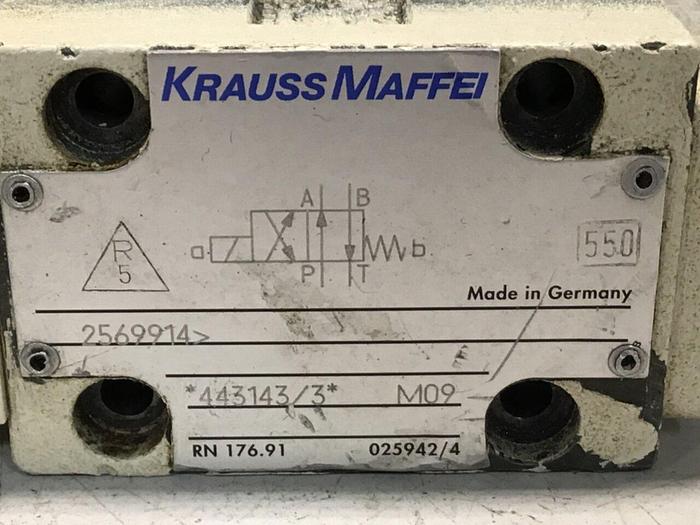 KRAUSS MAFFEI
A B
a b
P T
R
5
550
Made in Germany
2569914>
*443143/3* M09
RN 176.91 025942/4